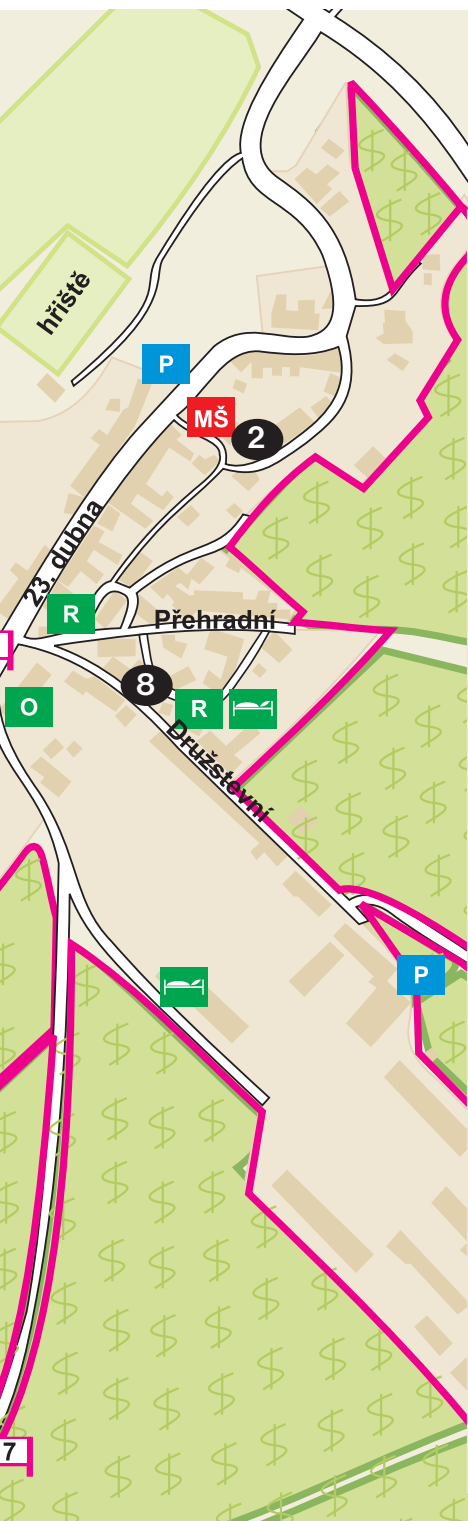 hřiště
P
MŠ
2
23. dubna
R
Přehradní
8
O
R
Družstevní
P
7